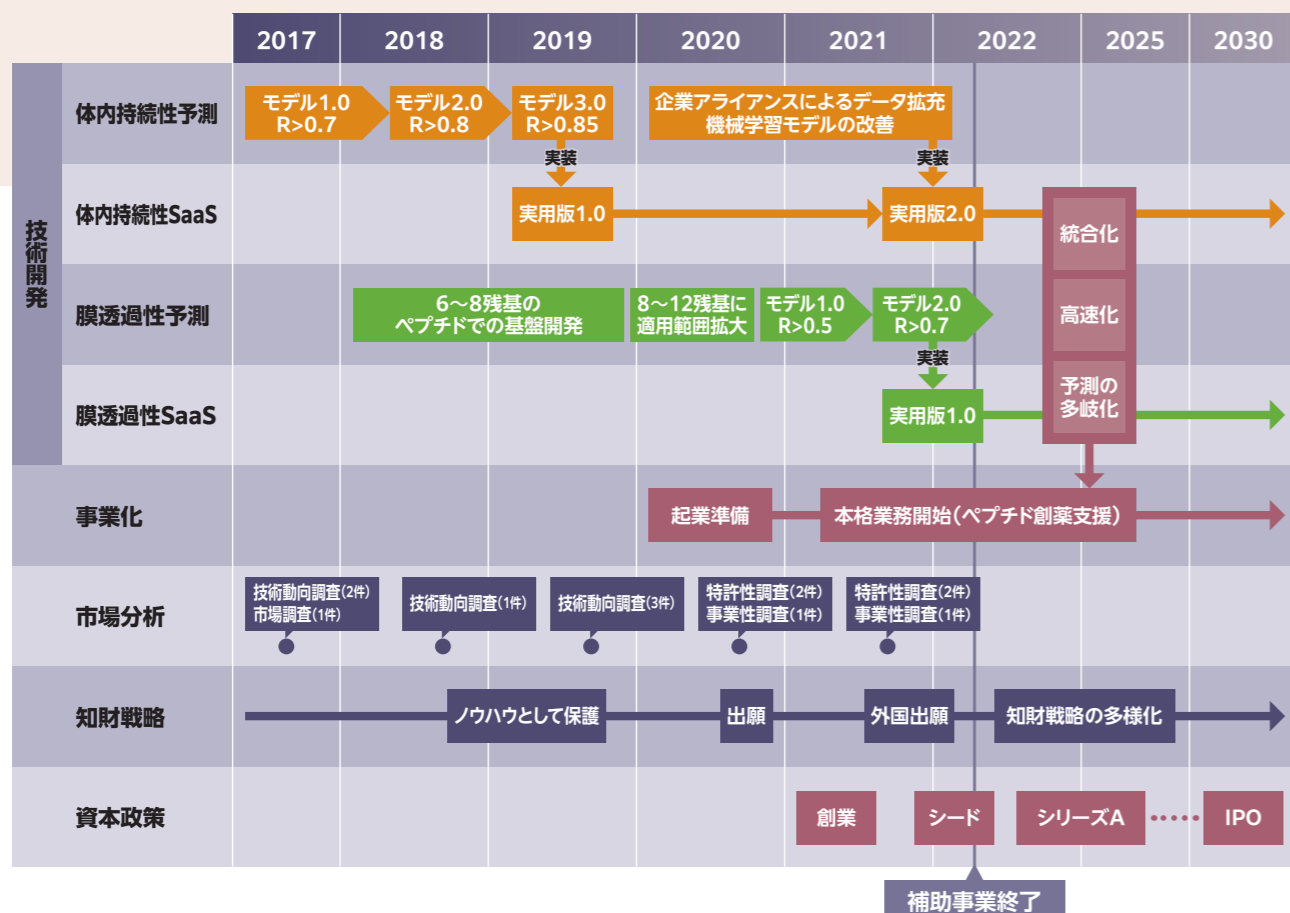 2017
2018
2019
2020
2021
2022
2025
2030
技術開発
体内持続性予測
モデル1.0
R>0.7
モデル2.0
R>0.8
モデル3.0
R>0.85
企業アライアンスによるデータ拡充
機械学習モデルの改善
実装
実装
体内持続性SaaS
実用版1.0
実用版2.0
統合化
高速化
予測の
多岐化
膜透過性予測
6〜8残基の
ペプチドでの基盤開発
8〜12残基に
適用範囲拡大
モデル1.0
R>0.5
モデル2.0
R>0.7
実装
膜透過性SaaS
実用版1.0
事業化
起業準備
本格業務開始(ペプチド創薬支援)
市場分析
技術動向調査(2件)
市場調査(1件)
技術動向調査(1件)
技術動向調査(3件)
特許性調査(2件)
事業性調査(1件)
特許性調査(2件)
事業性調査(1件)
知財戦略
ノウハウとして保護
出願
外国出願
知財戦略の多様化
資本政策
創業
シード
シリーズA
IPO
補助事業終了